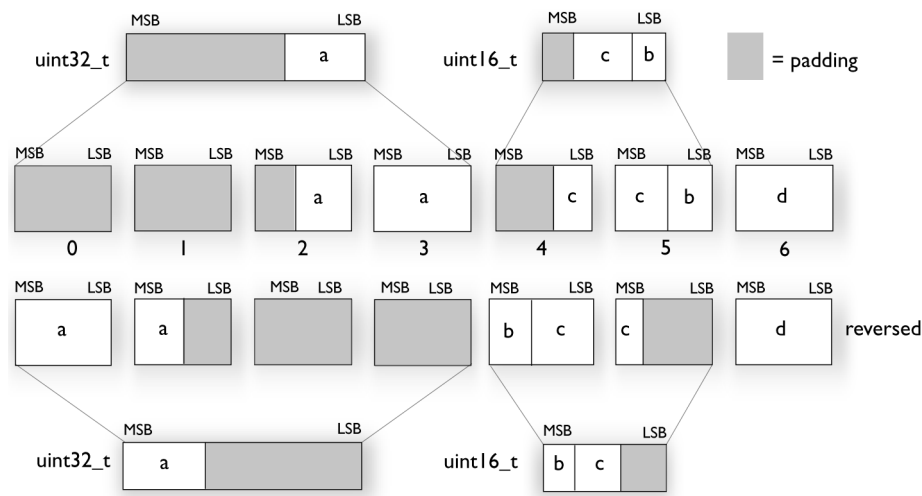 MSB LSB MSB LSB
uint32_t a uint16_t c b = padding
MSB LSB MSB LSB MSB LSB MSB LSB MSB LSB MSB LSB MSB LSB
a a c c b d
0 1 2 3 4 5 6
MSB LSB MSB LSB MSB LSB MSB LSB MSB LSB MSB LSB MSB LSB
a a b c c d reversed
MSB LSB MSB LSB
uint32_t a uint16_t b c